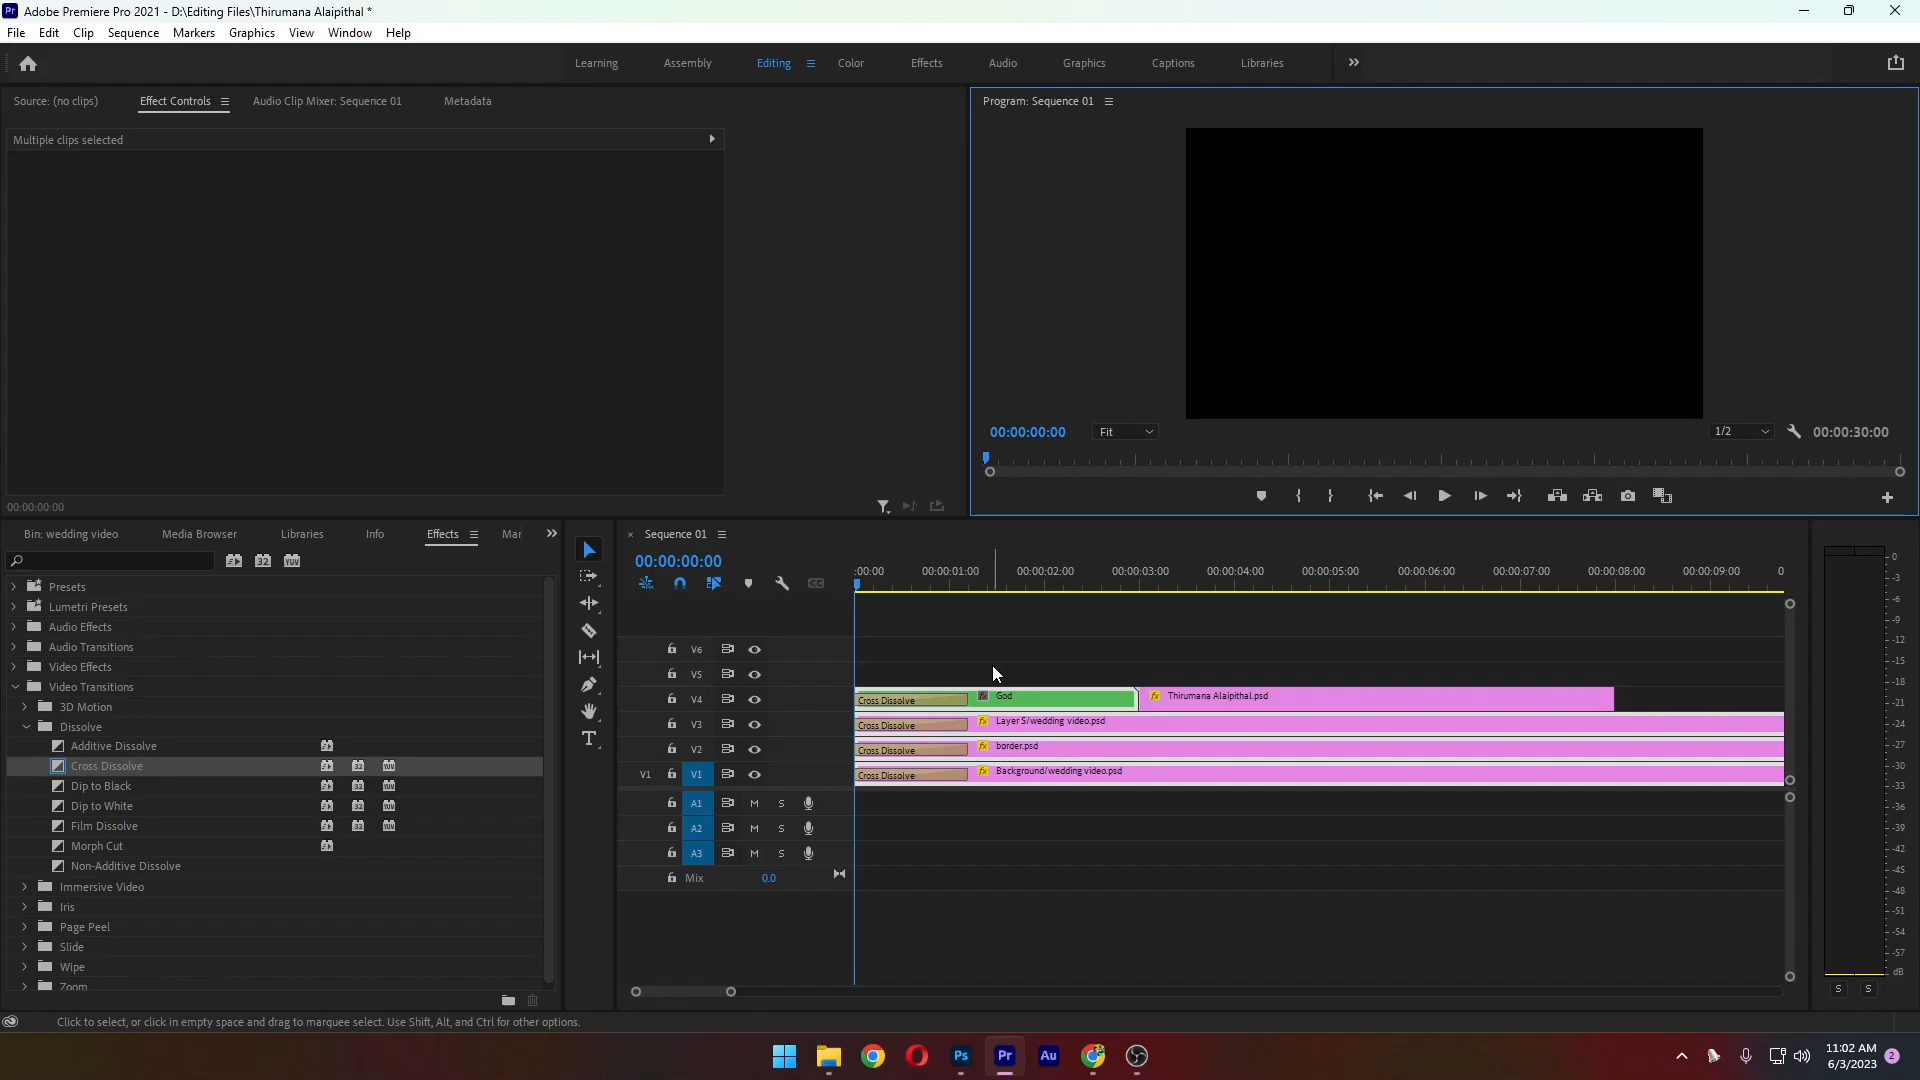 Pr Adobe Premiere Pro 2021 - D:\Editing Files\Thirumana Alaipithal *
File Edit Clip Sequence Markers Graphics View Window Help
Learning Assembly Editing Color Effects Audio Graphics Captions Libraries
Source: (no clips) Effect Controls Audio Clip Mixer: Sequence 01 Metadata
Program: Sequence 01
Multiple clips selected
00:00:00:00 Fit 1/2 00:00:30:00
00:00:00:00
Bin: wedding video Media Browser Libraries Info Effects Mar
Sequence 01
00:00:00:00
:00:00 00:00:01:00 00:00:02:00 00:00:03:00 00:00:04:00 00:00:05:00 00:00:06:00 00:00:07:00 00:00:08:00 00:00:09:00 0
Presets
Lumetri Presets
Audio Effects
Audio Transitions
Video Effects
Video Transitions
3D Motion
Dissolve
Additive Dissolve
Cross Dissolve
Dip to Black
Dip to White
Film Dissolve
Morph Cut
Non-Additive Dissolve
Immersive Video
Iris
Page Peel
Slide
Wipe
Zoom
V6
V5
V4 Cross Dissolve fx God fx Thirumana Alaipithal.psd
V3 Cross Dissolve fx Layer 5/wedding video.psd
V2 Cross Dissolve fx border.psd
V1 V1 Cross Dissolve fx Background/wedding video.psd
A1 M S
A2 M S
A3 M S
Mix 0.0
0
-3
-6
-9
-12
-15
-18
-21
-24
-27
-30
-33
-36
-39
-42
-45
-48
-51
-54
-57
dB
S S
Click to select, or click in empty space and drag to marquee select. Use Shift, Alt, and Ctrl for other options.
Ps Pr Au
11:02 AM
6/3/2023 2